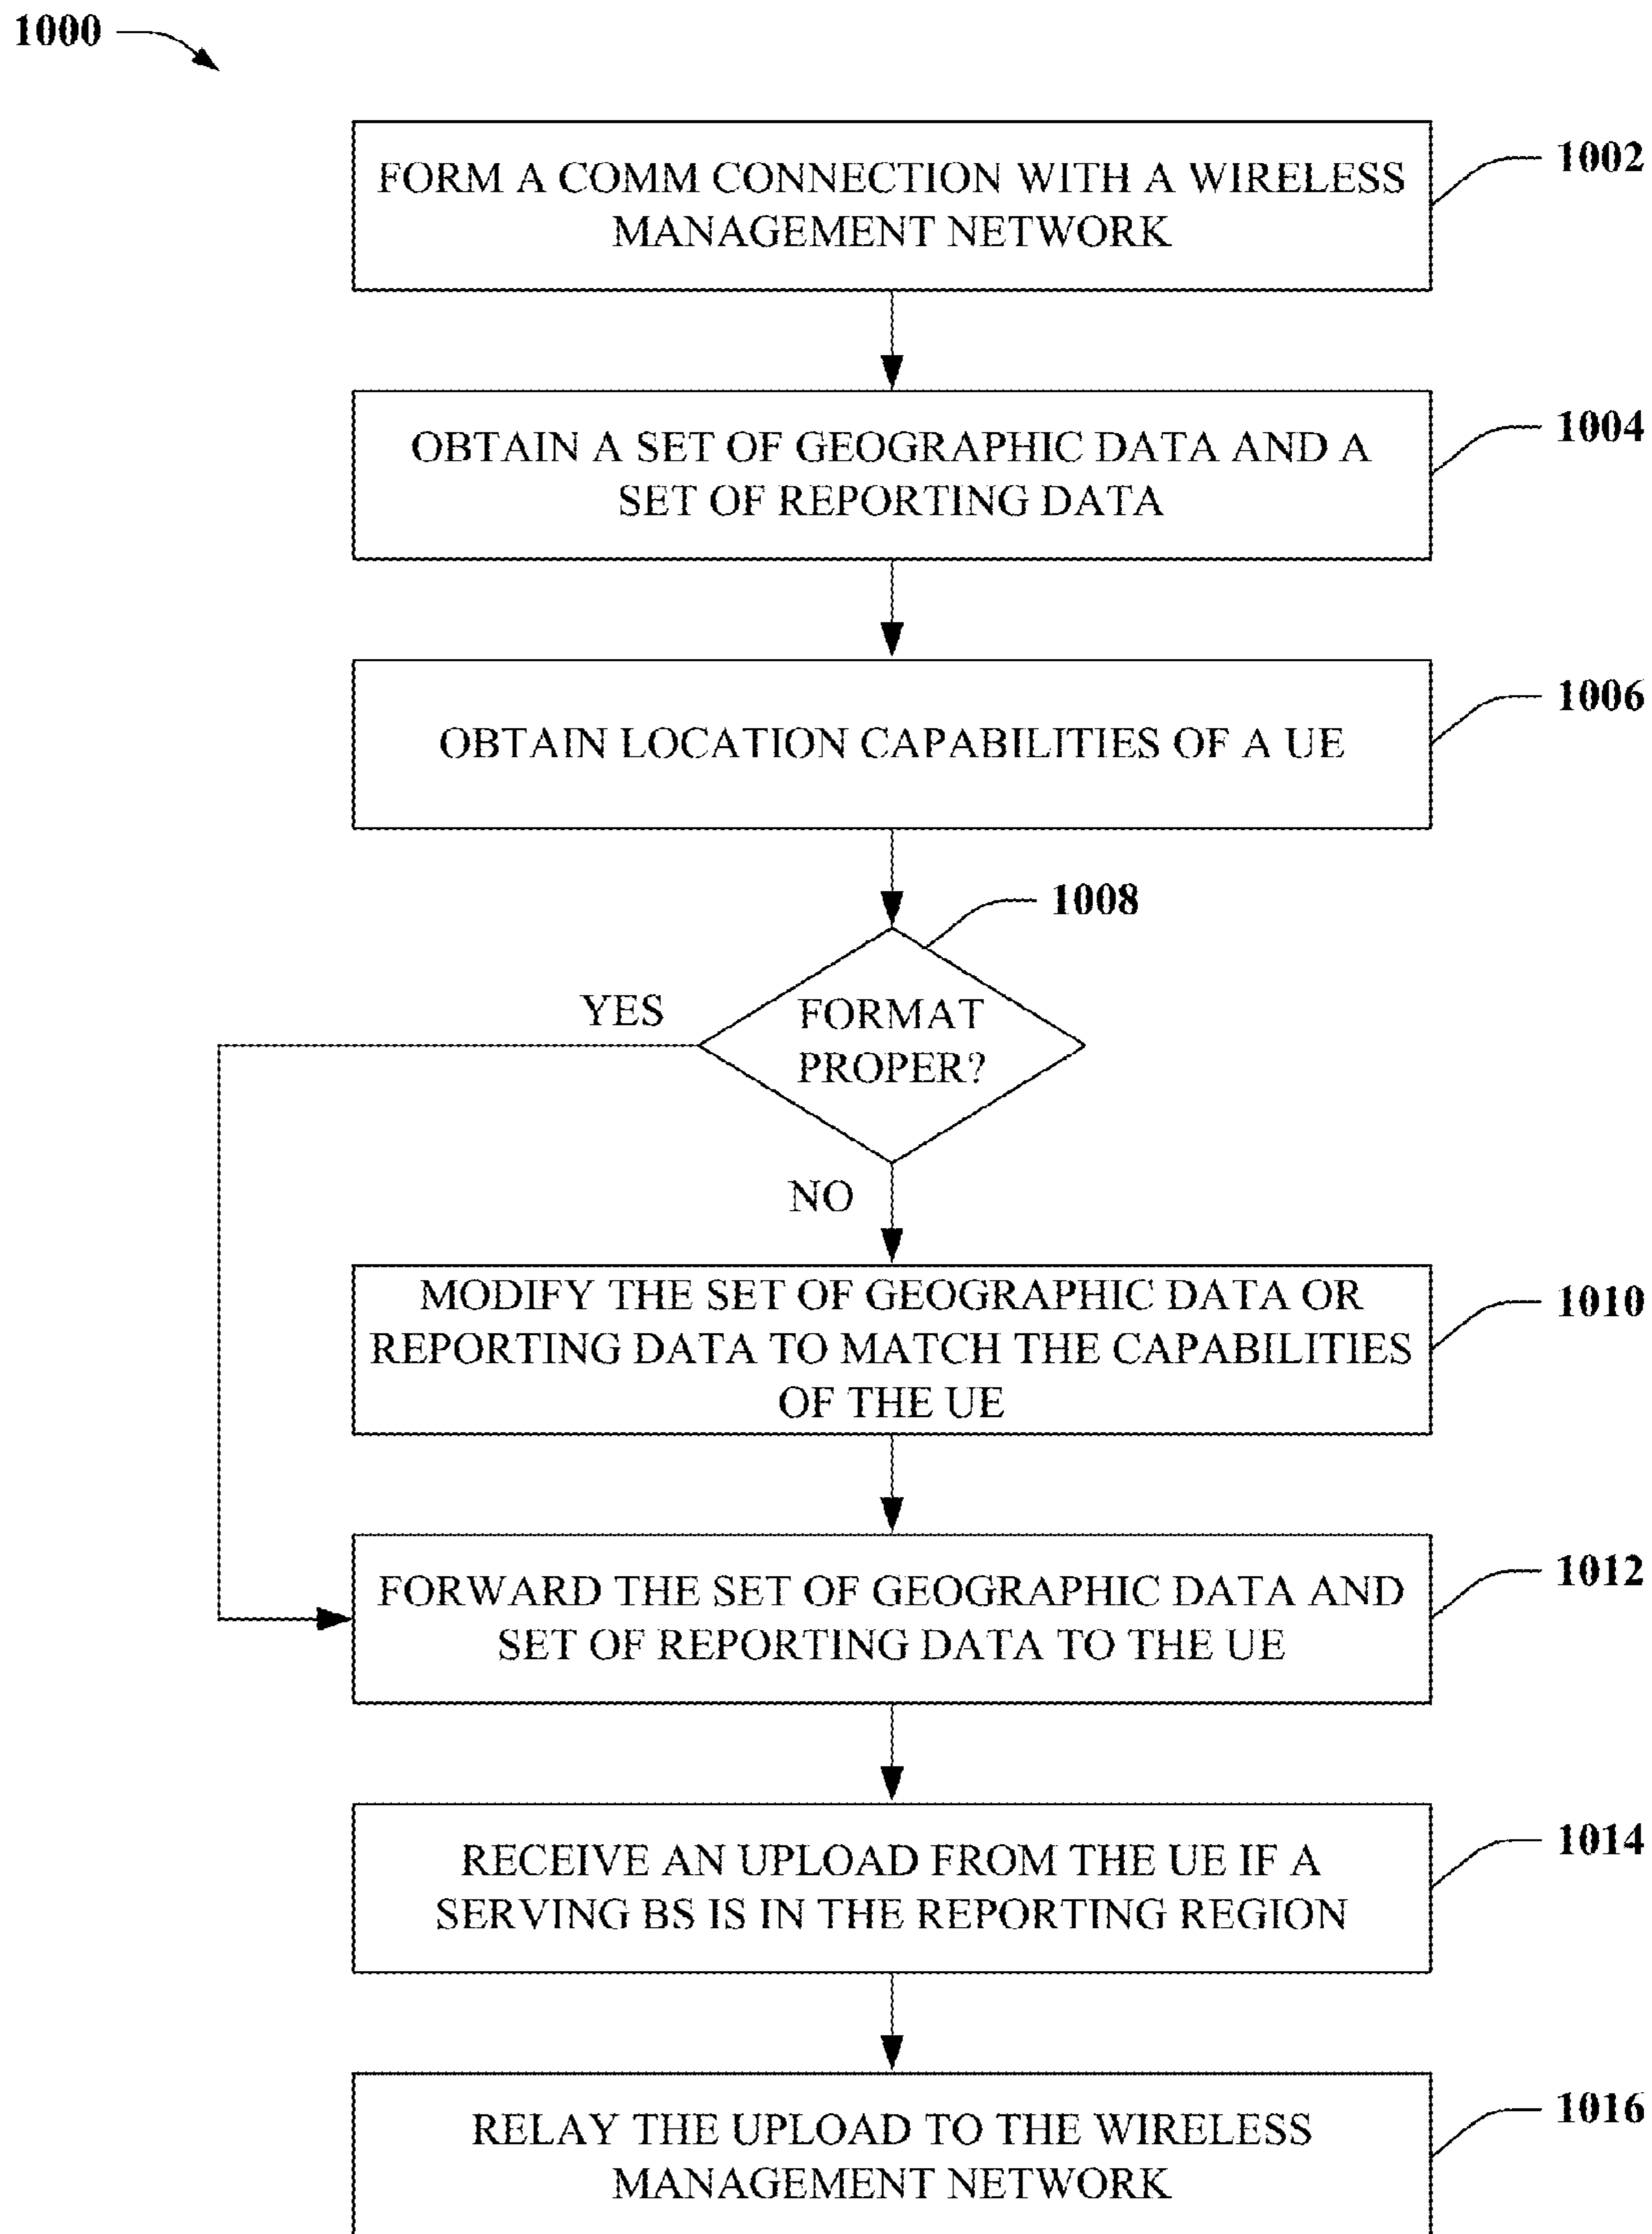 1000
FORM A COMM CONNECTION WITH A WIRELESS
MANAGEMENT NETWORK
1002
OBTAIN A SET OF GEOGRAPHIC DATA AND A
SET OF REPORTING DATA
1004
OBTAIN LOCATION CAPABILITIES OF A UE
1006
1008
FORMAT
PROPER?
YES
NO
MODIFY THE SET OF GEOGRAPHIC DATA OR
REPORTING DATA TO MATCH THE CAPABILITIES
OF THE UE
1010
FORWARD THE SET OF GEOGRAPHIC DATA AND
SET OF REPORTING DATA TO THE UE
1012
RECEIVE AN UPLOAD FROM THE UE IF A
SERVING BS IS IN THE REPORTING REGION
1014
RELAY THE UPLOAD TO THE WIRELESS
MANAGEMENT NETWORK
1016